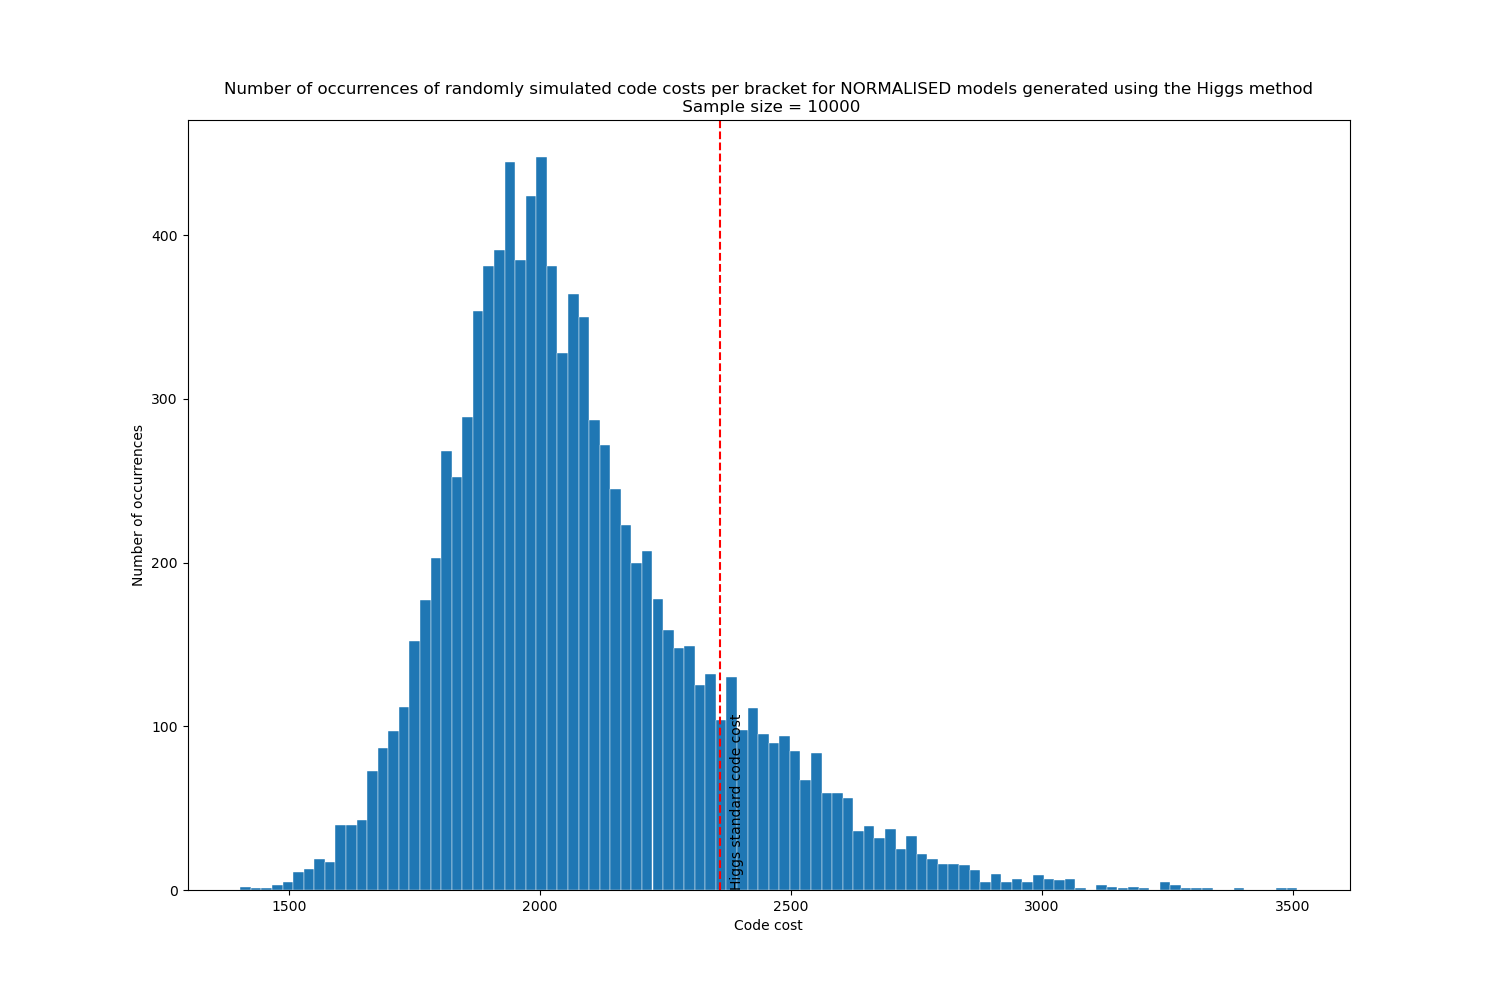 Number of occurrences of randomly simulated code costs per bracket for NORMALISED models generated using the Higgs method
Sample size = 10000
400
300
200
100
0
Number of occurrences
Higgs standard code cost
1500
2000
2500
3000
3500
Code cost